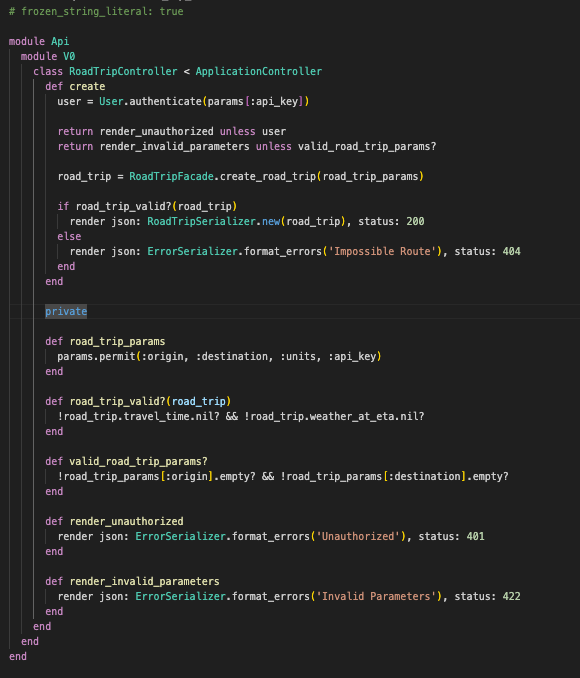 # frozen_string_literal: true
module Api
module V0
class RoadTripController < ApplicationController
def create
user = User.authenticate(params[:api_key])
return render_unauthorized unless user
return render_invalid_parameters unless valid_road_trip_params?
road_trip = RoadTripFacade.create_road_trip(road_trip_params)
if road_trip_valid?(road_trip)
render json: RoadTripSerializer.new(road_trip), status: 200
else
render json: ErrorSerializer.format_errors('Impossible Route'), status: 404
end
end
private
def road_trip_params
params.permit(:origin, :destination, :units, :api_key)
end
def road_trip_valid?(road_trip)
!road_trip.travel_time.nil? && !road_trip.weather_at_eta.nil?
end
def valid_road_trip_params?
!road_trip_params[:origin].empty? && !road_trip_params[:destination].empty?
end
def render_unauthorized
render json: ErrorSerializer.format_errors('Unauthorized'), status: 401
end
def render_invalid_parameters
render json: ErrorSerializer.format_errors('Invalid Parameters'), status: 422
end
end
end
end